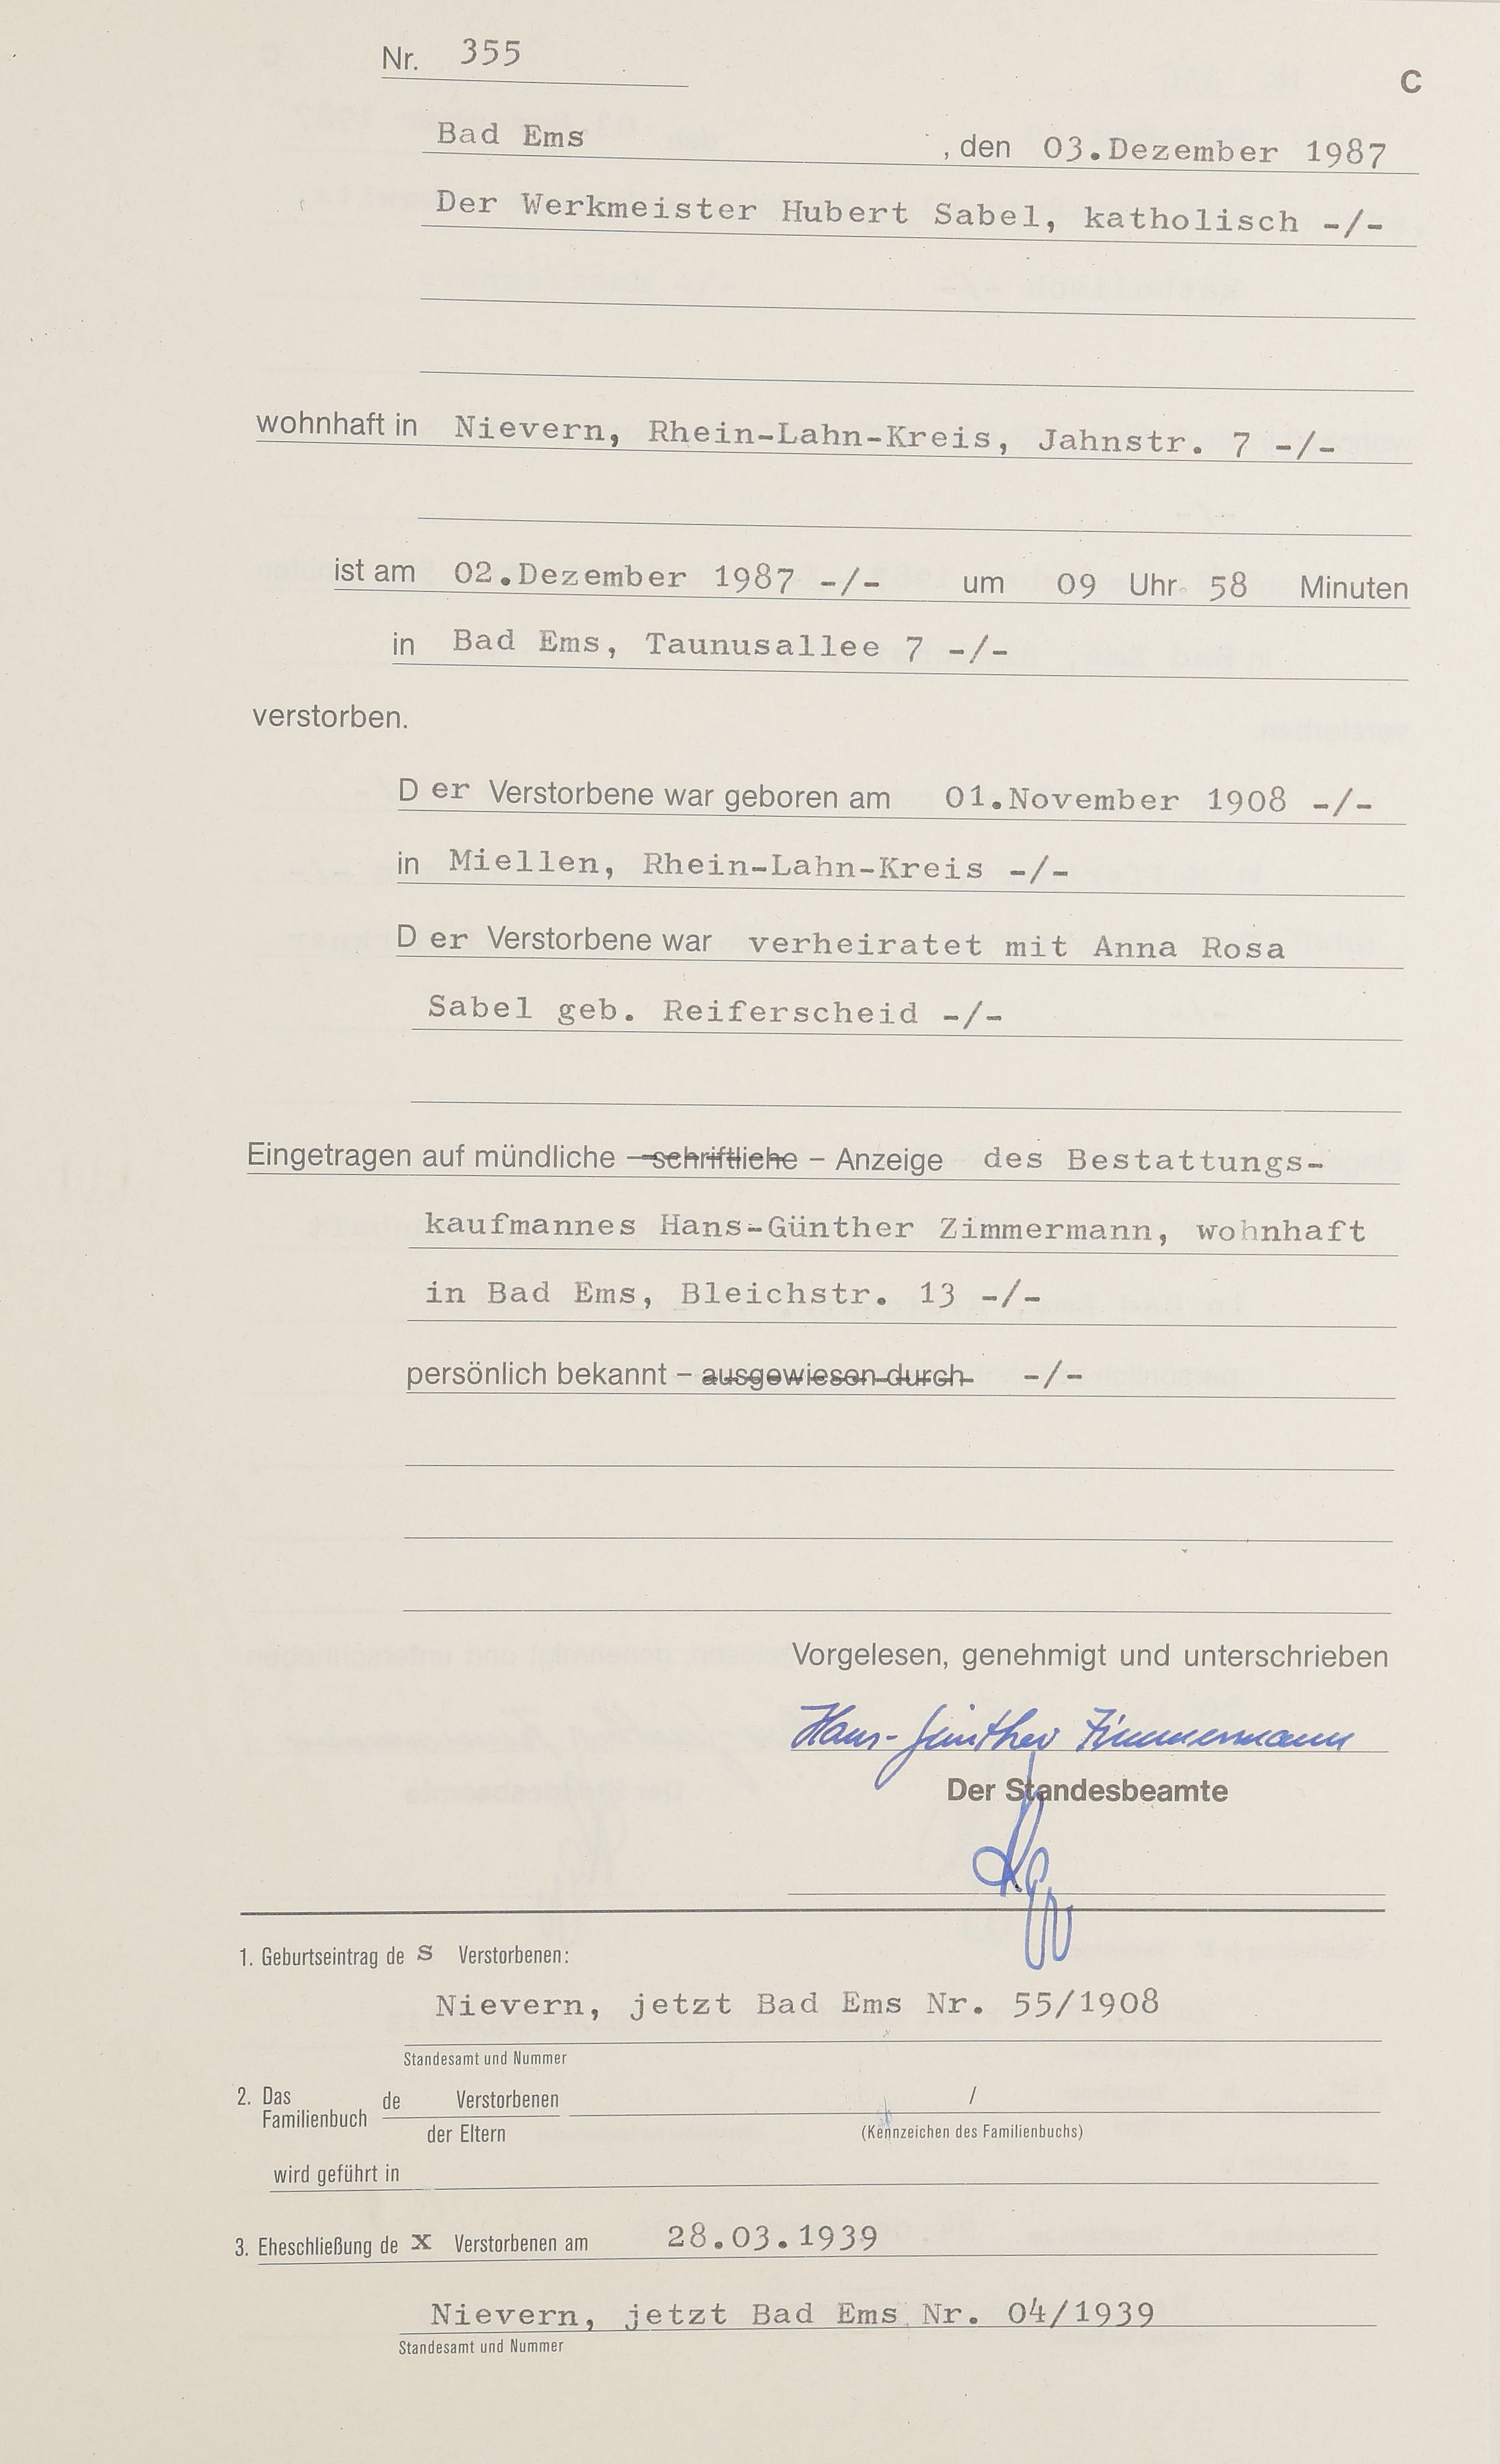 Nr. 355
C
Bad Ems , den 03.Dezember 1987
Der Werkmeister Hubert Sabel, katholisch -/-
wohnhaft in Nievern, Rhein-Lahn-Kreis, Jahnstr. 7 -/-
ist am 02.Dezember 1987 -/- um 09 Uhr 58 Minuten
in Bad Ems, Taunusallee 7 -/-
verstorben.
D er Verstorbene war geboren am 01.November 1908 -/-
in Miellen, Rhein-Lahn-Kreis -/-
D er Verstorbene war verheiratet mit Anna Rosa
Sabel geb. Reiferscheid -/-
Eingetragen auf mündliche – schriftliche – Anzeige des Bestattungs-
kaufmannes Hans-Günther Zimmermann, wohnhaft
in Bad Ems, Bleichstr. 13 -/-
persönlich bekannt – ausgewiesen durch -/-
Vorgelesen, genehmigt und unterschrieben
Hans-Günther Zimmermann
Der Standesbeamte
1. Geburtseintrag de s Verstorbenen:
Nievern, jetzt Bad Ems Nr. 55/1908
Standesamt und Nummer
2. Das Familienbuch de Verstorbenen /
der Eltern (Kennzeichen des Familienbuchs)
wird geführt in
3. Eheschließung de x Verstorbenen am 28.03.1939
Nievern, jetzt Bad Ems Nr. 04/1939
Standesamt und Nummer